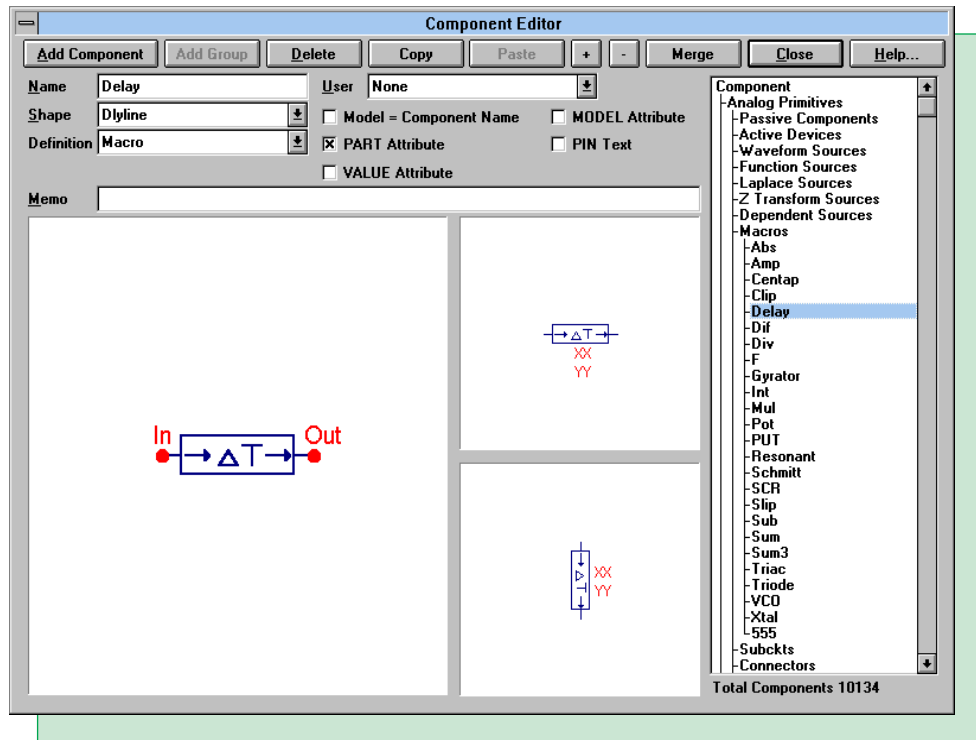 Component Editor
Add Component Add Group Delete Copy Paste + - Merge Close Help...
Name Delay User None
Shape Dlyline Model = Component Name MODEL Attribute
Definition Macro PART Attribute PIN Text
VALUE Attribute
Memo
In Out
ΔT
ΔT
XX
YY
ΔT
XX
YY
Component
Analog Primitives
Passive Components
Active Devices
Waveform Sources
Function Sources
Laplace Sources
Z Transform Sources
Dependent Sources
Macros
Abs
Amp
Centap
Clip
Delay
Dif
Div
F
Gyrator
Int
Mul
Pot
PUT
Resonant
Schmitt
SCR
Slip
Sub
Sum
Sum3
Triac
Triode
VCO
Xtal
555
Subckts
Connectors
Total Components 10134